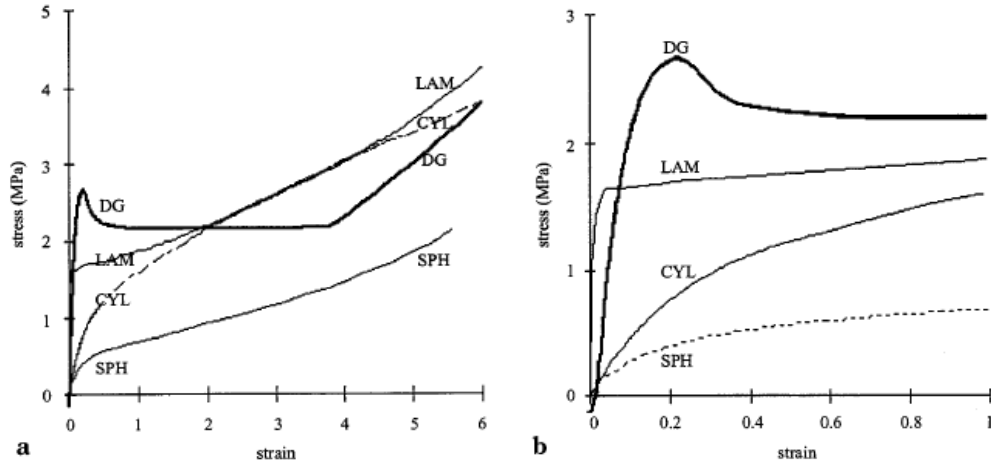 5
4
3
2
1
0
stress (MPa)
DG
LAM
CYL
SPH
LAM
CYL
DG
SPH
0 1 2 3 4 5 6
strain
a
3
2
1
0
stress (MPa)
DG
LAM
CYL
SPH
0 0.2 0.4 0.6 0.8 1
strain
b